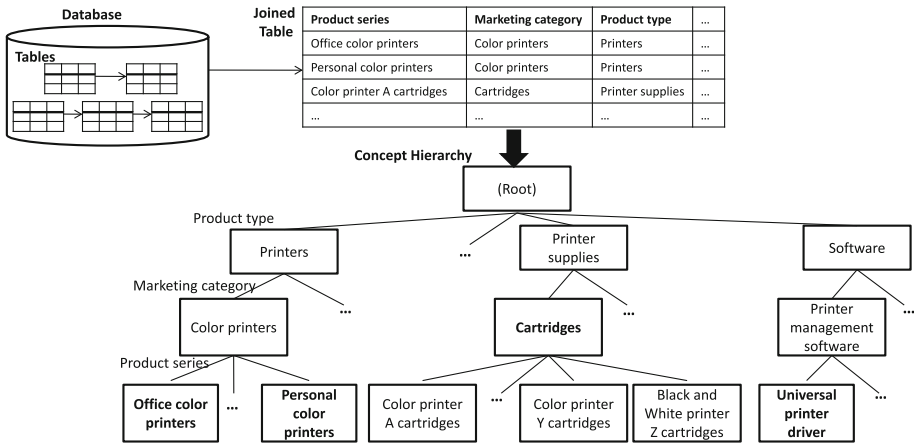 Database
Tables
Joined
Table
Product series Marketing category Product type ...
Office color printers Color printers Printers ...
Personal color printers Color printers Printers ...
Color printer A cartridges Cartridges Printer supplies ...
... ... ... ...
Concept Hierarchy
(Root)
Product type
Printers
...
Printer
supplies
Software
Marketing category
Color printers
...
Cartridges
...
Printer
management
software
...
Product series
Office color
printers
...
Personal
color
printers
Color printer
A cartridges
...
Color printer
Y cartridges
Black and
White printer
Z cartridges
Universal
printer
driver
...